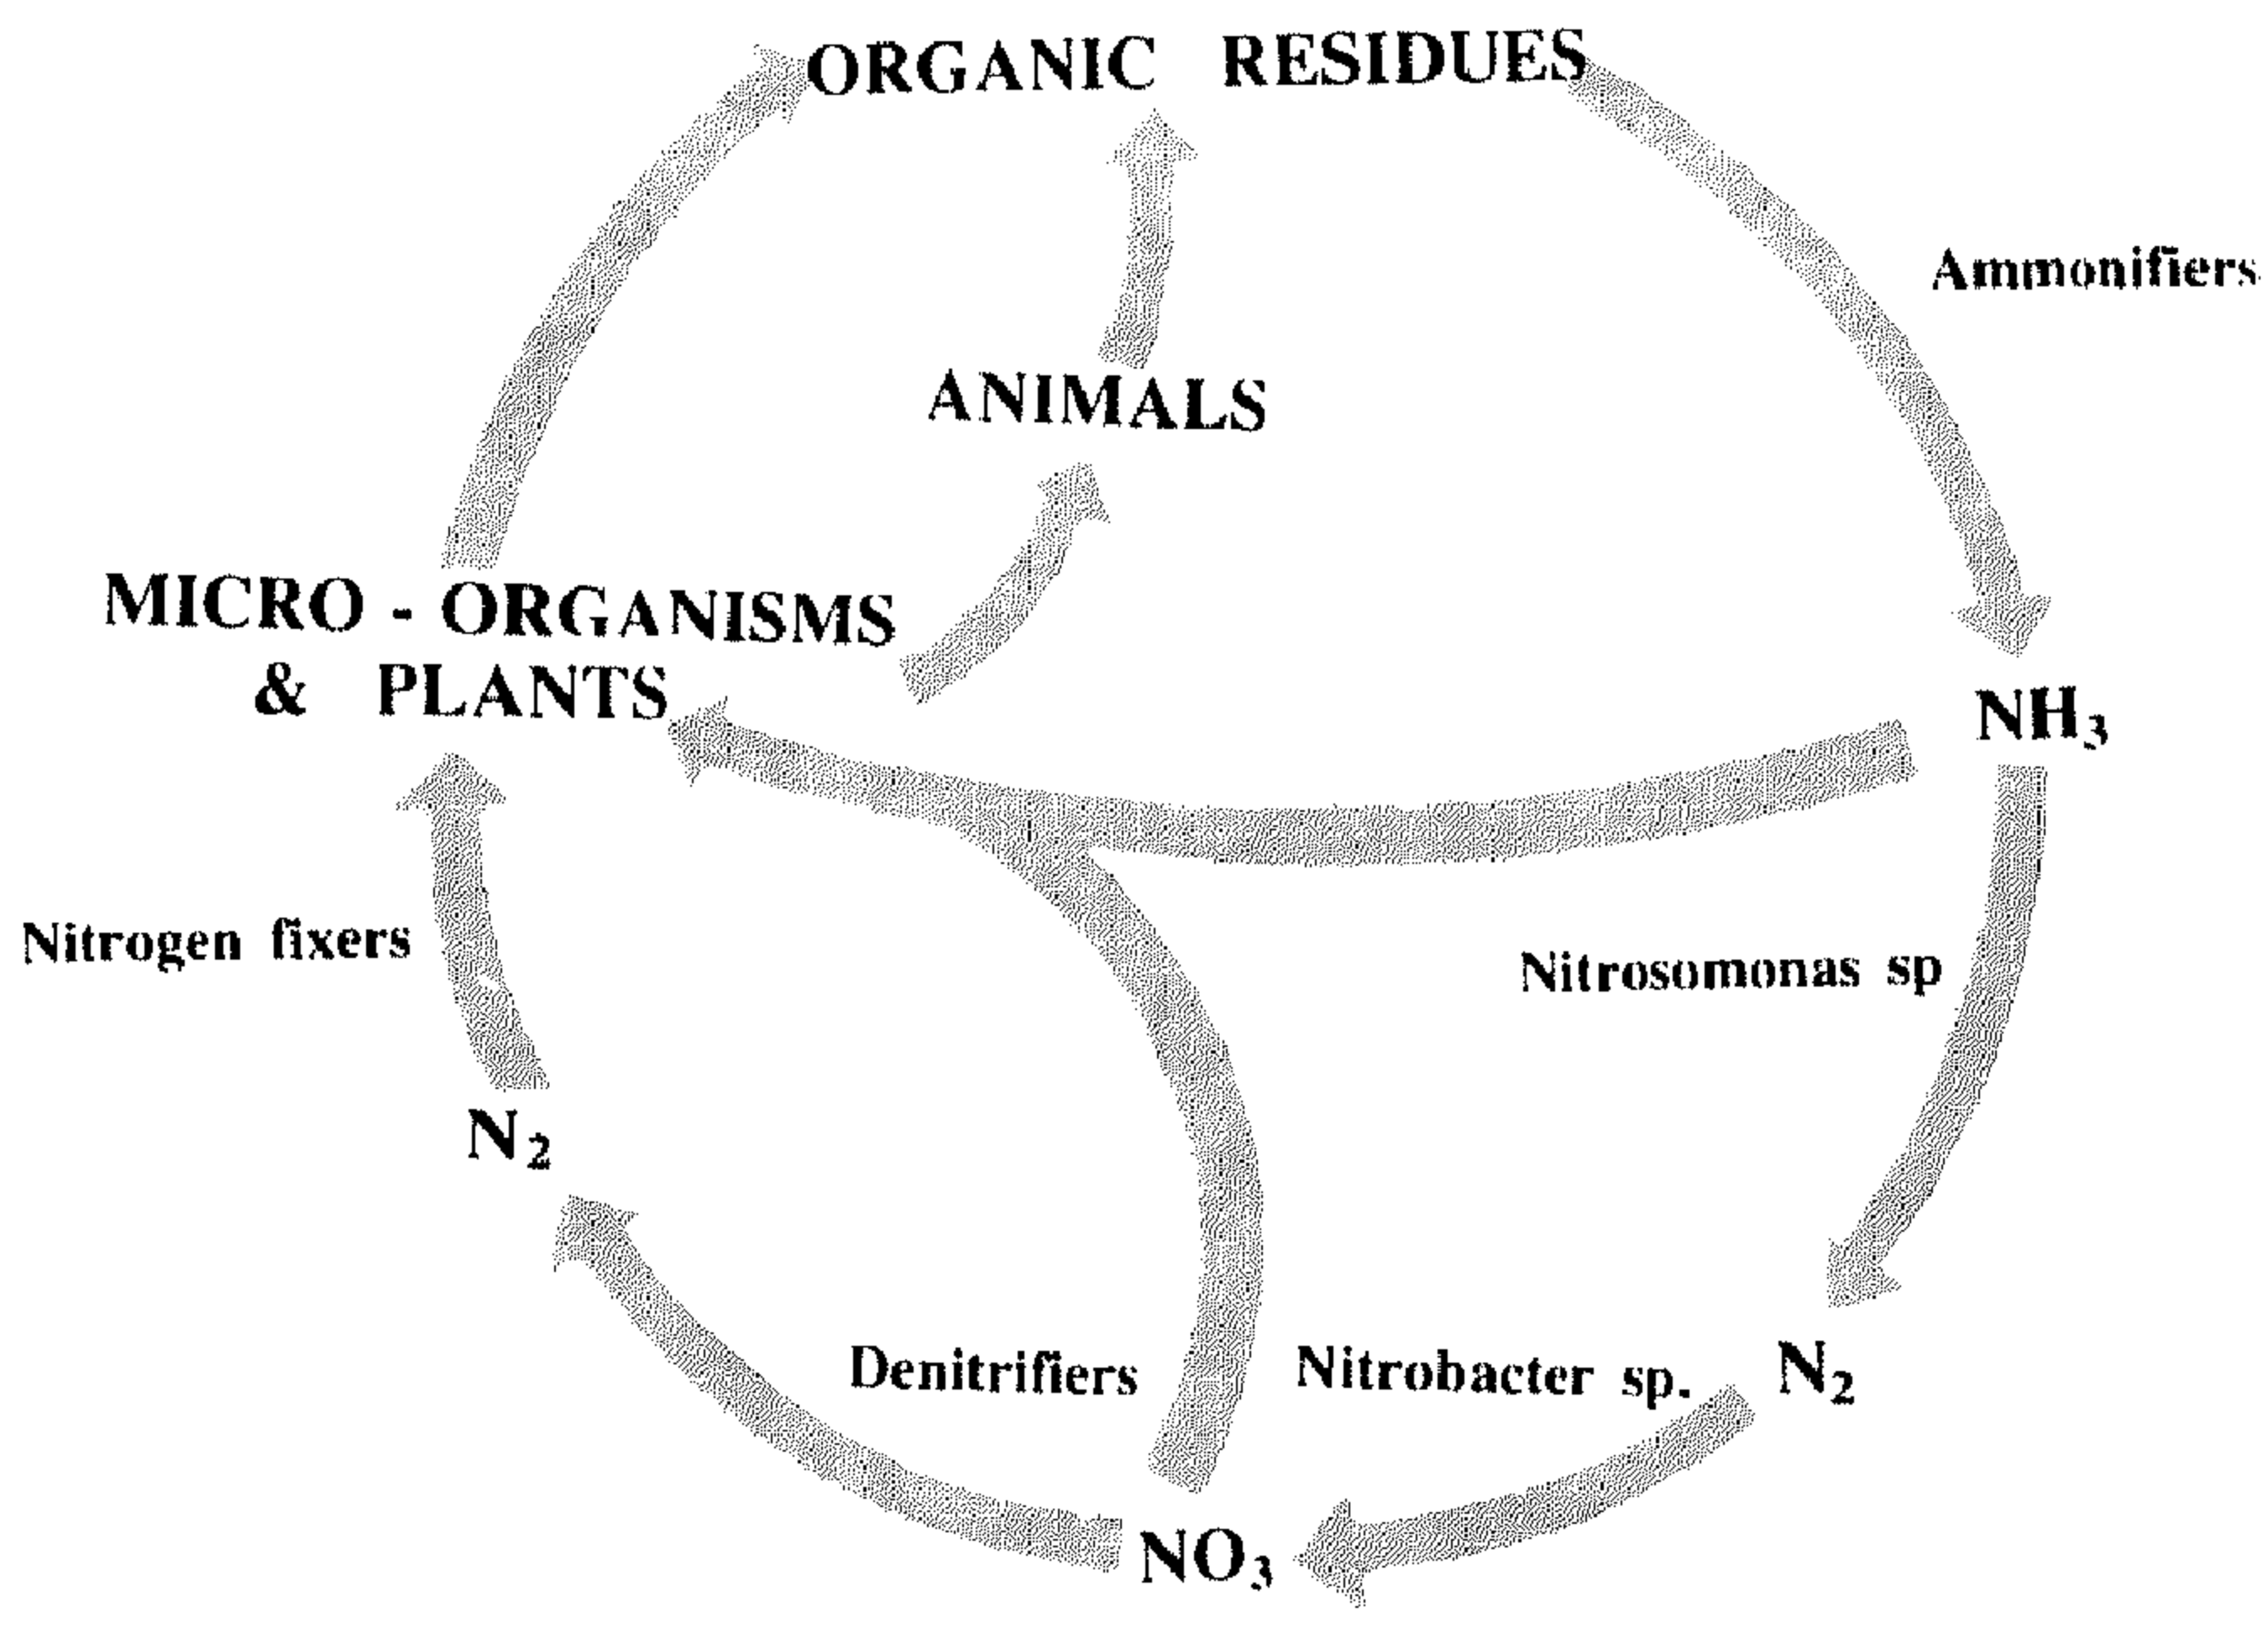 ORGANIC RESIDUES
Ammonifiers
ANIMALS
MICRO - ORGANISMS
& PLANTS
NH₃
Nitrogen fixers
Nitrosomonas sp
N₂
Denitrifiers
Nitrobacter sp.
N₂
NO₃